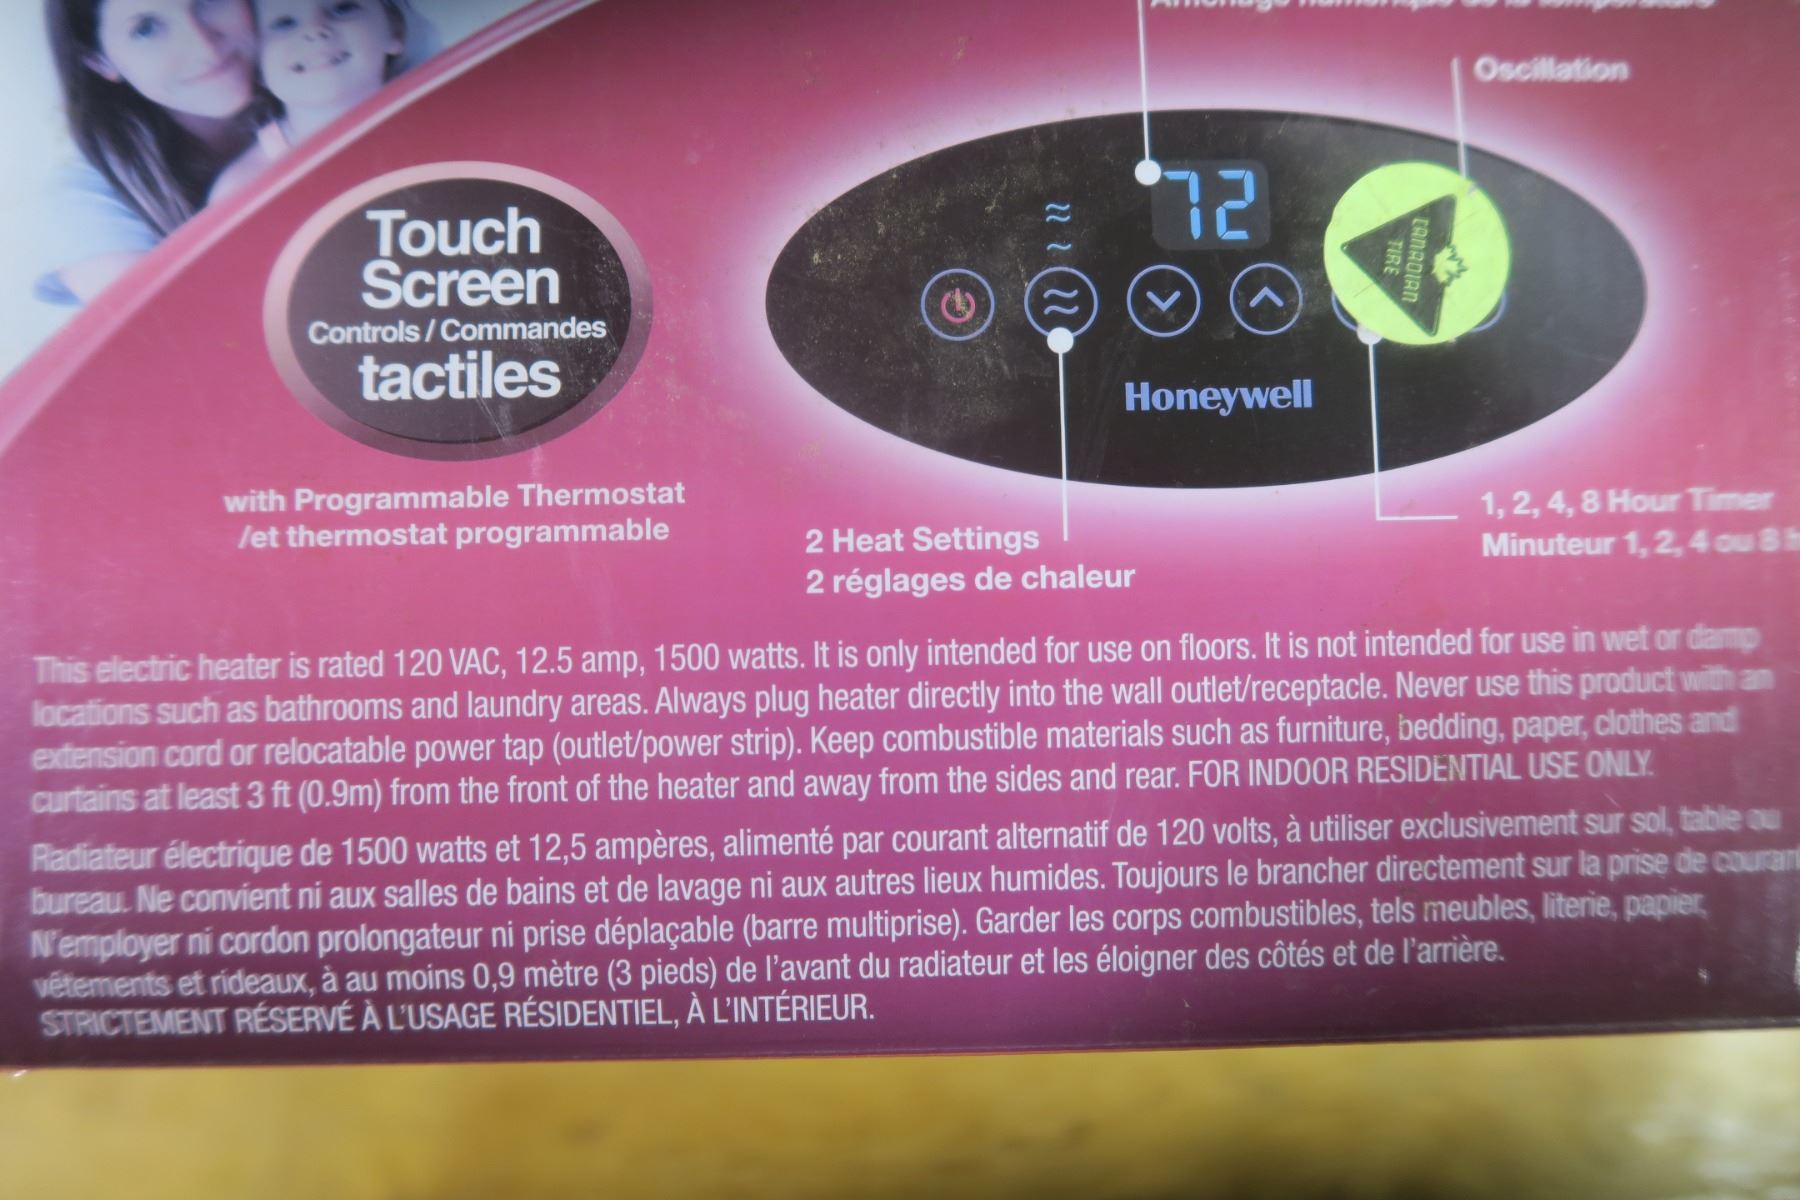 Affichage numérique de la température
Oscillation
72
CANADIAN
TIRE
Touch
Screen
Controls / Commandes
tactiles
Honeywell
with Programmable Thermostat
/et thermostat programmable
2 Heat Settings
2 réglages de chaleur
1, 2, 4, 8 Hour Timer
Minuteur 1, 2, 4 ou 8 h
This electric heater is rated 120 VAC, 12.5 amp, 1500 watts. It is only intended for use on floors. It is not intended for use in wet or damp
locations such as bathrooms and laundry areas. Always plug heater directly into the wall outlet/receptacle. Never use this product with an
extension cord or relocatable power tap (outlet/power strip). Keep combustible materials such as furniture, bedding, paper, clothes and
curtains at least 3 ft (0.9m) from the front of the heater and away from the sides and rear. FOR INDOOR RESIDENTIAL USE ONLY.
Radiateur électrique de 1500 watts et 12,5 ampères, alimenté par courant alternatif de 120 volts, à utiliser exclusivement sur sol, table ou
bureau. Ne convient ni aux salles de bains et de lavage ni aux autres lieux humides. Toujours le brancher directement sur la prise de courant
N'employer ni cordon prolongateur ni prise déplaçable (barre multiprise). Garder les corps combustibles, tels meubles, literie, papier,
vêtements et rideaux, à au moins 0,9 mètre (3 pieds) de l'avant du radiateur et les éloigner des côtés et de l'arrière.
STRICTEMENT RÉSERVÉ À L'USAGE RÉSIDENTIEL, À L'INTÉRIEUR.